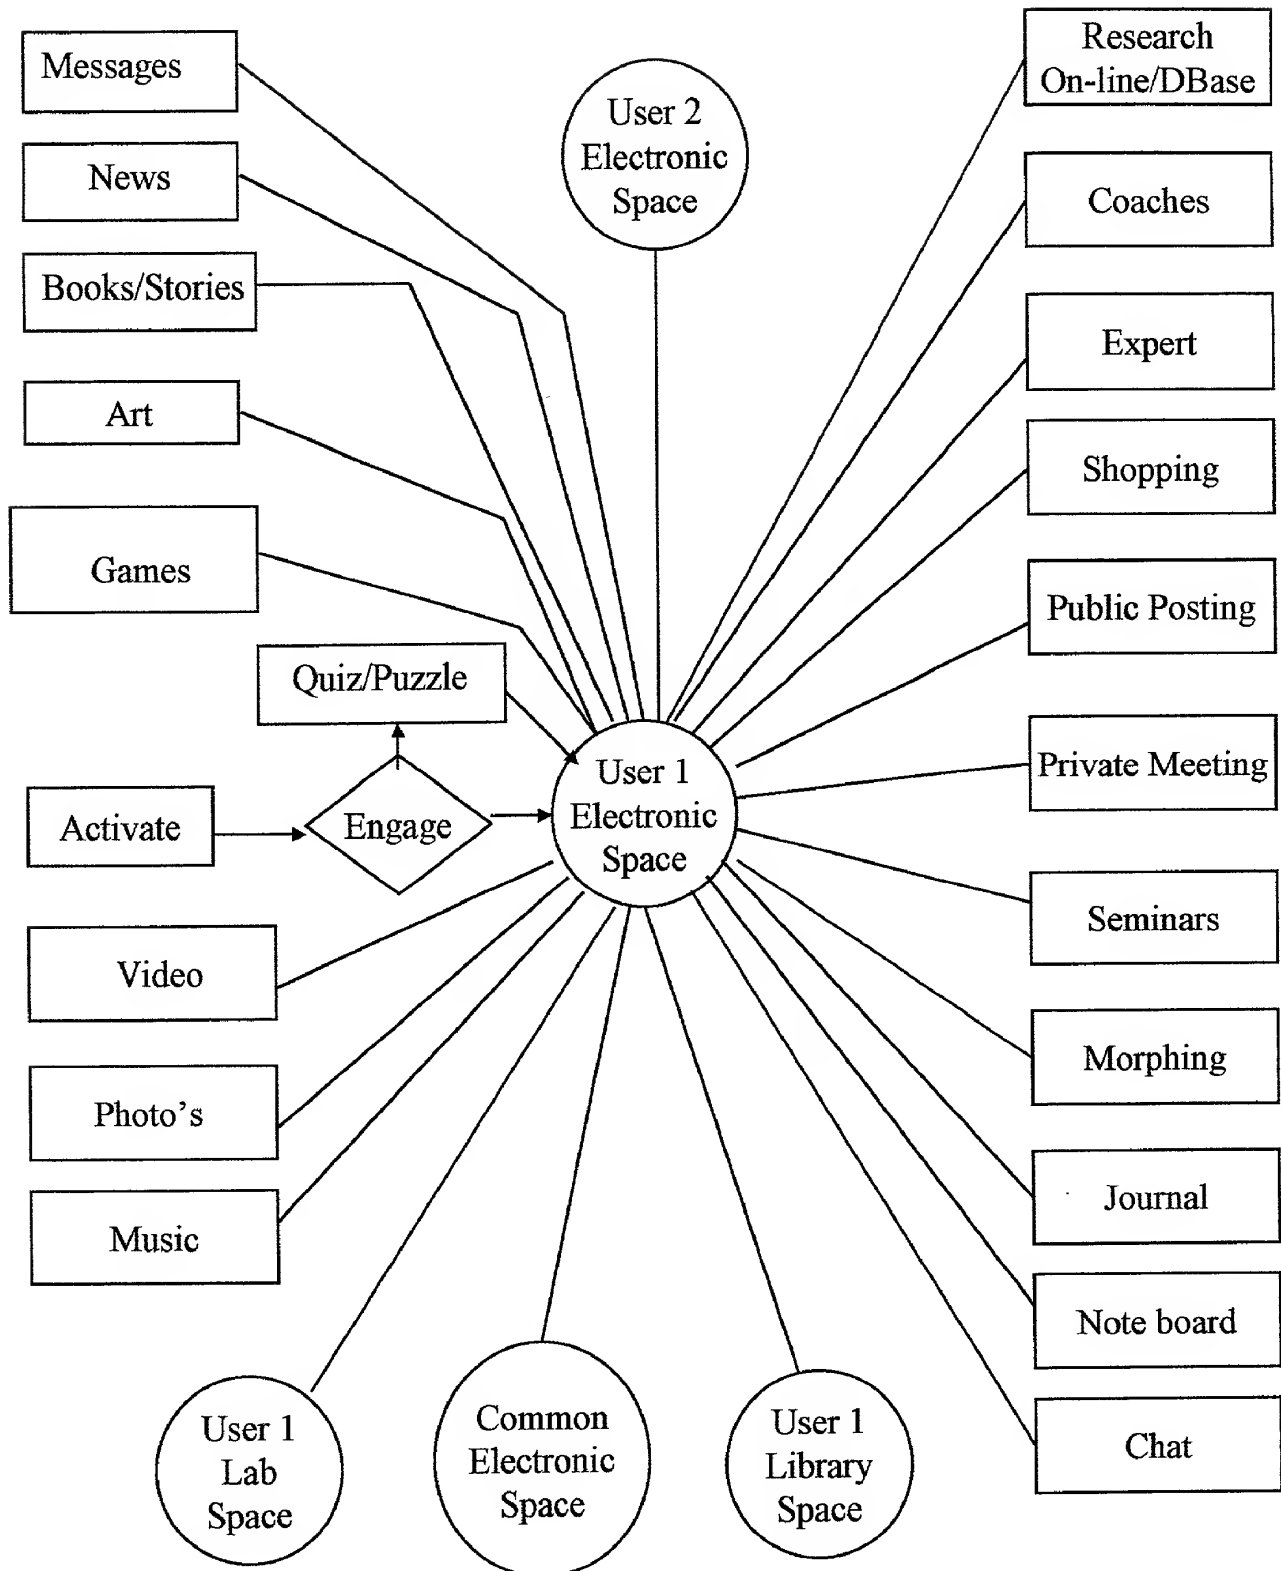 Messages
News
Books/Stories
Art
Games
Quiz/Puzzle
Activate
Engage
Video
Photo's
Music
User 2
Electronic
Space
User 1
Electronic
Space
User 1
Lab
Space
Common
Electronic
Space
User 1
Library
Space
Research
On-line/DBase
Coaches
Expert
Shopping
Public Posting
Private Meeting
Seminars
Morphing
Journal
Note board
Chat